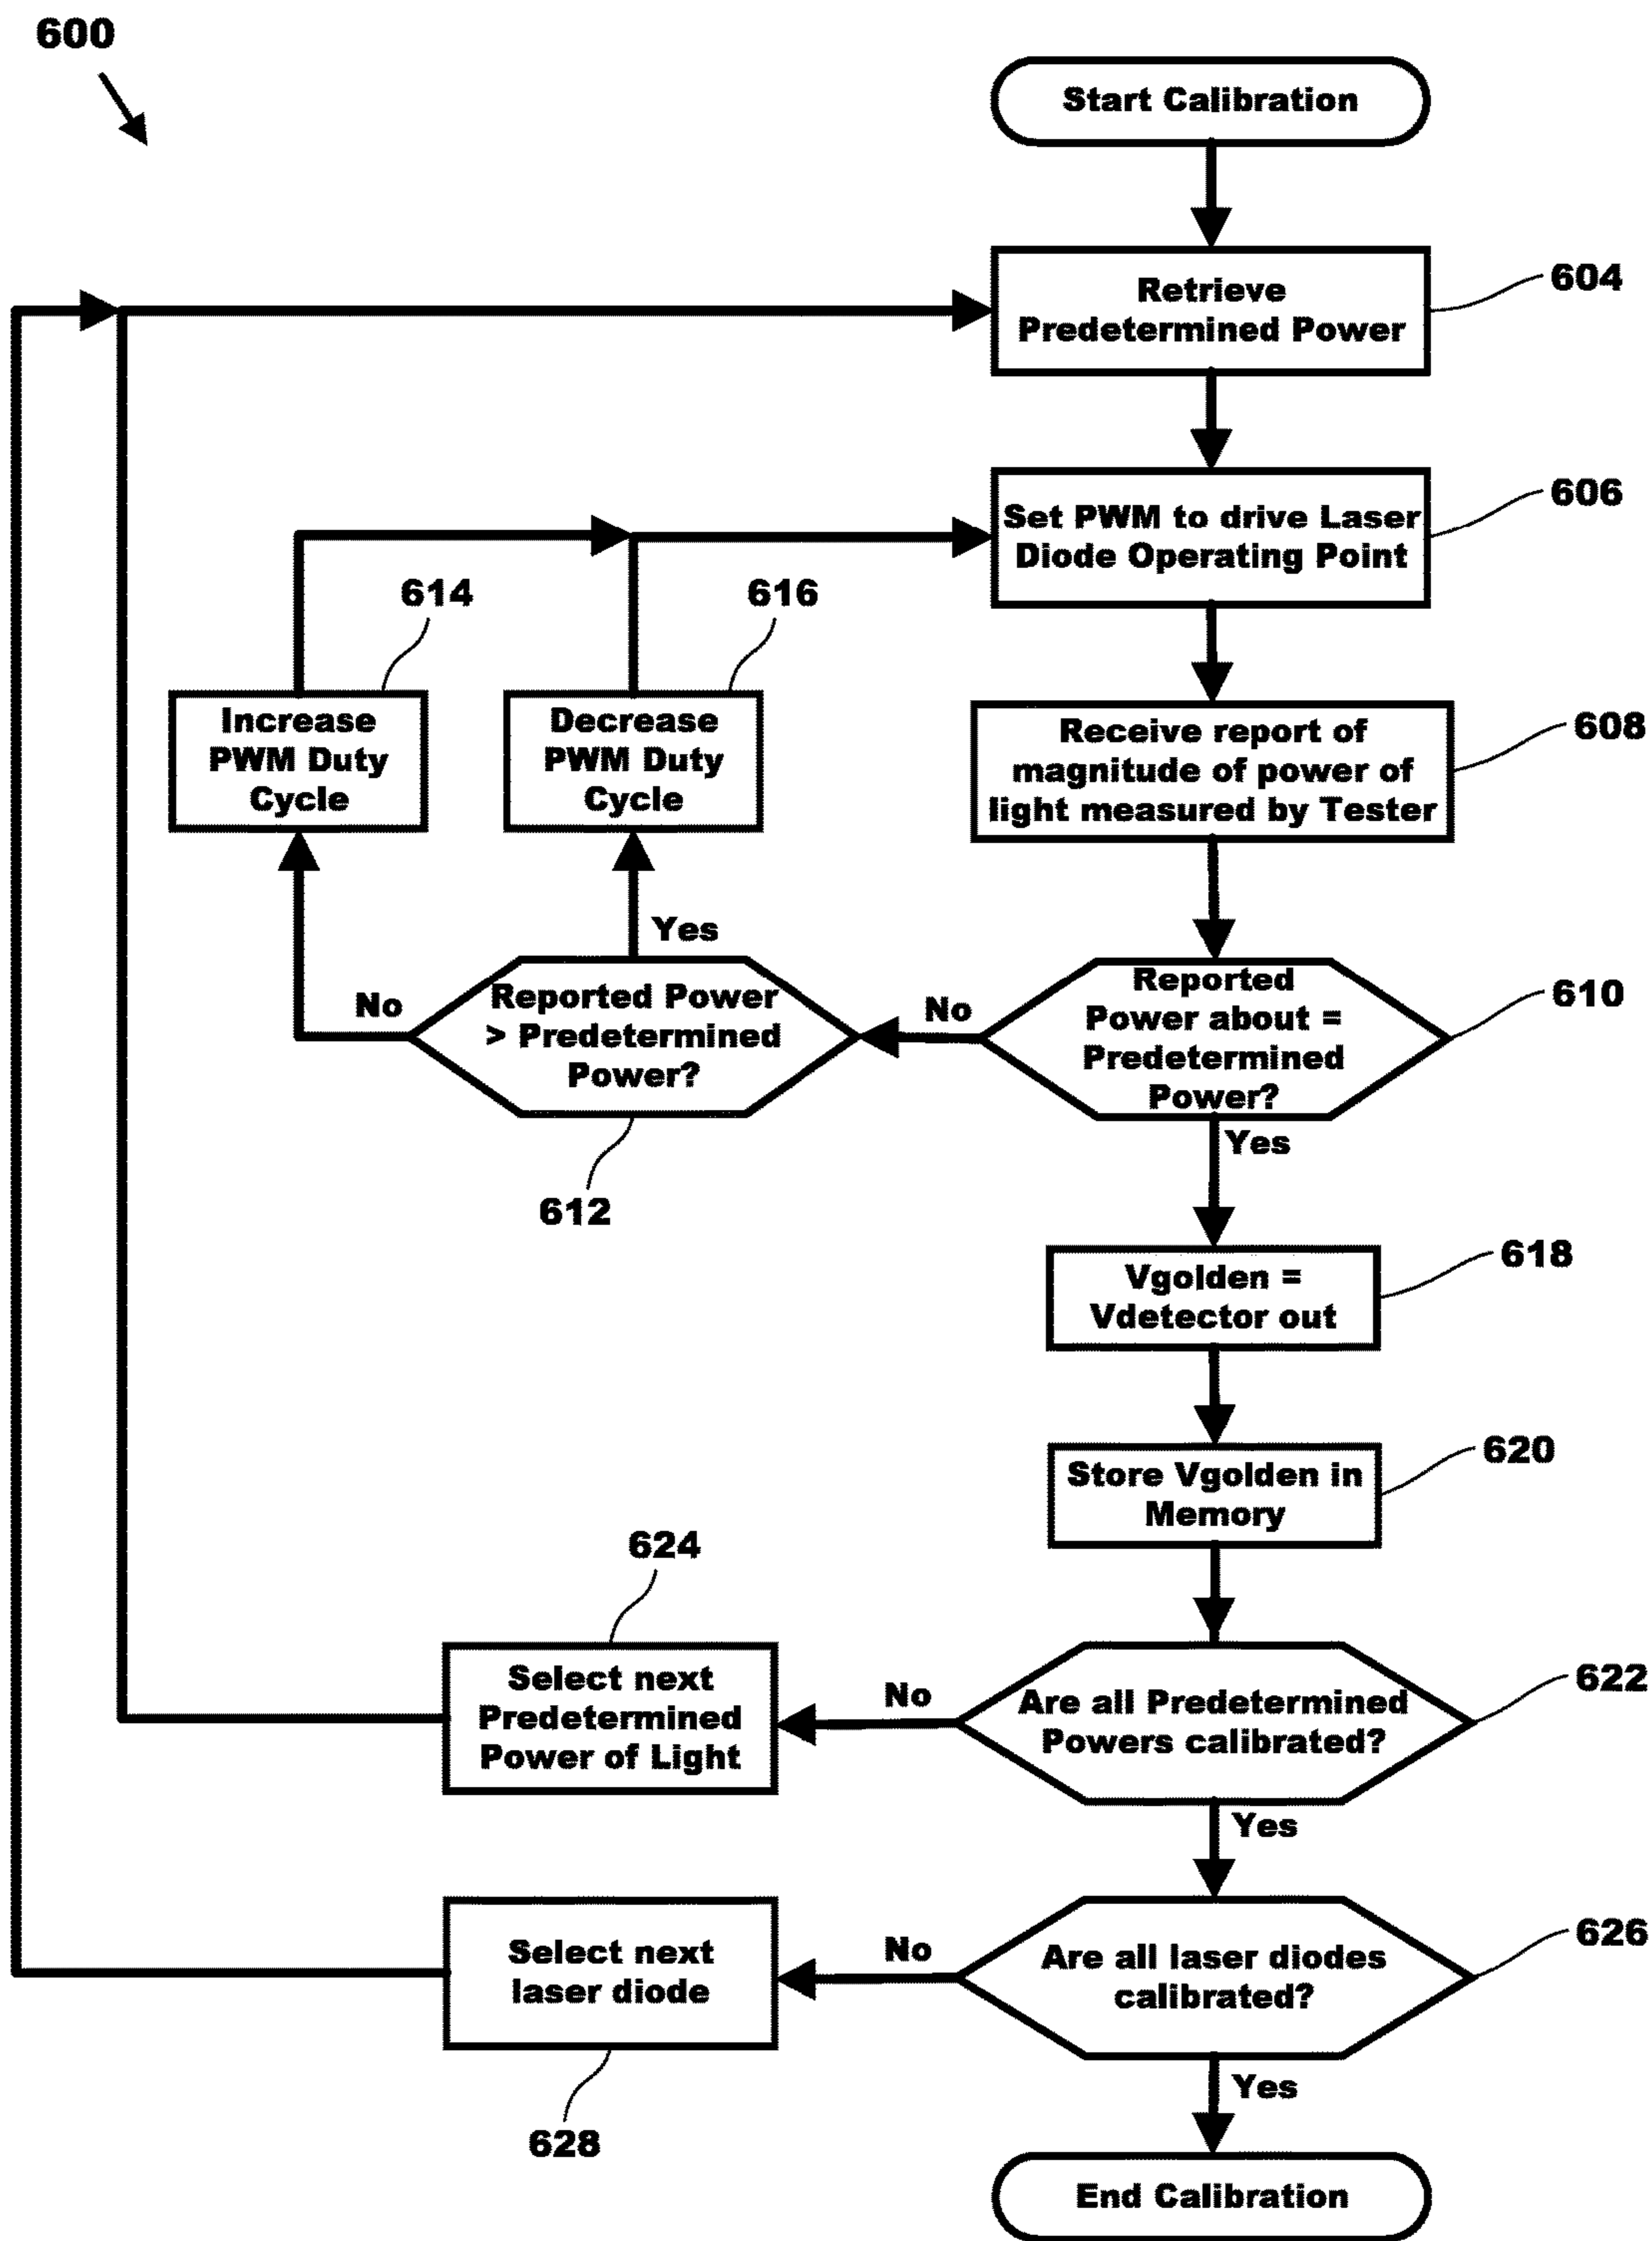 600
Start Calibration
Retrieve
Predetermined Power
604
Set PWM to drive Laser
Diode Operating Point
606
614
616
Increase
PWM Duty
Cycle
Decrease
PWM Duty
Cycle
Receive report of
magnitude of power of
light measured by Tester
608
Yes
No
Reported Power
> Predetermined
Power?
612
No
Reported
Power about =
Predetermined
Power?
610
Yes
Vgolden =
Vdetector out
618
Store Vgolden in
Memory
620
624
Select next
Predetermined
Power of Light
No
Are all Predetermined
Powers calibrated?
622
Yes
Select next
laser diode
628
No
Are all laser diodes
calibrated?
626
Yes
End Calibration